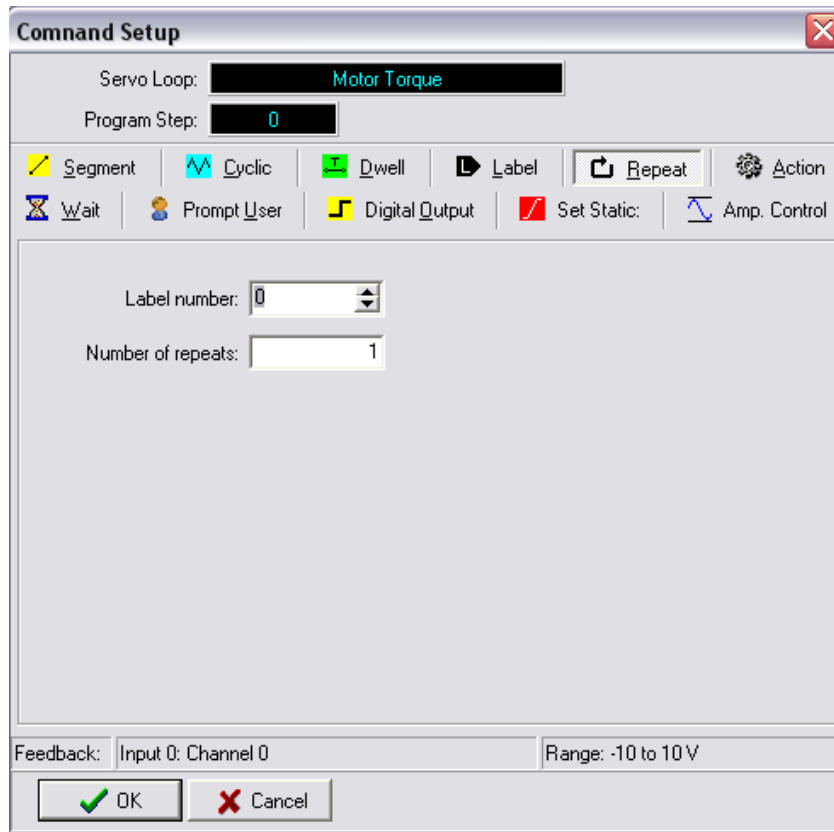 Comnand Setup
Servo Loop: Motor Torque
Program Step: 0
Segment Cyclic T Dwell L Label Repeat Action
Wait Prompt User Digital Output Set Static: Amp. Control
Label number: 0
Number of repeats: 1
Feedback: Input 0: Channel 0 Range: -10 to 10 V
OK Cancel